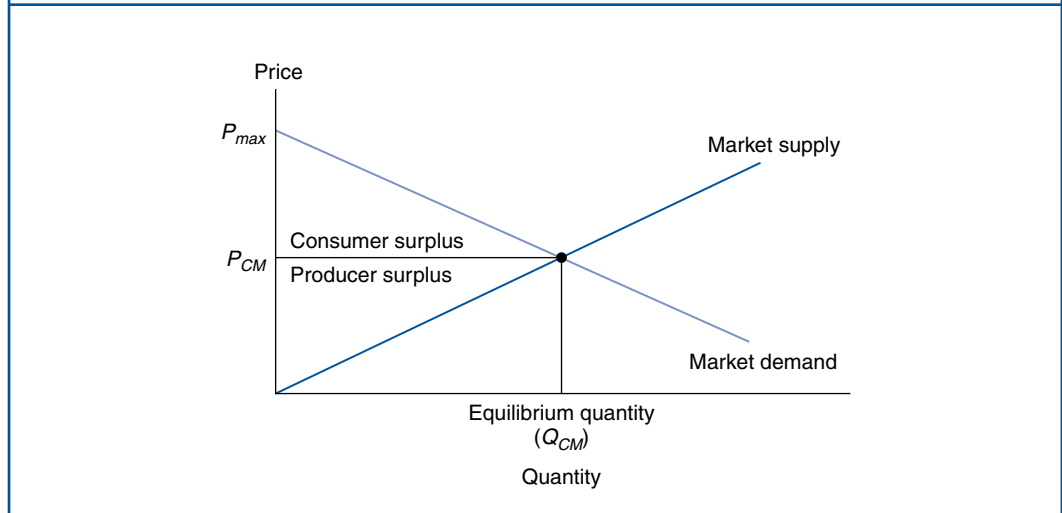 Price
P_max
Market supply
Consumer surplus
P_CM
Producer surplus
Market demand
Equilibrium quantity
(Q_CM)
Quantity